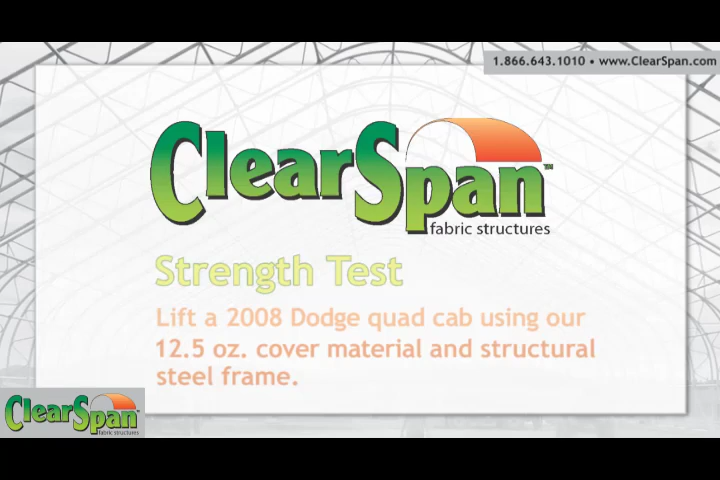 1.866.643.1010 • www.ClearSpan.com
ClearSpan™
fabric structures
Strength Test
Lift a 2008 Dodge quad cab using our
12.5 oz. cover material and structural
steel frame.
ClearSpan
fabric structures